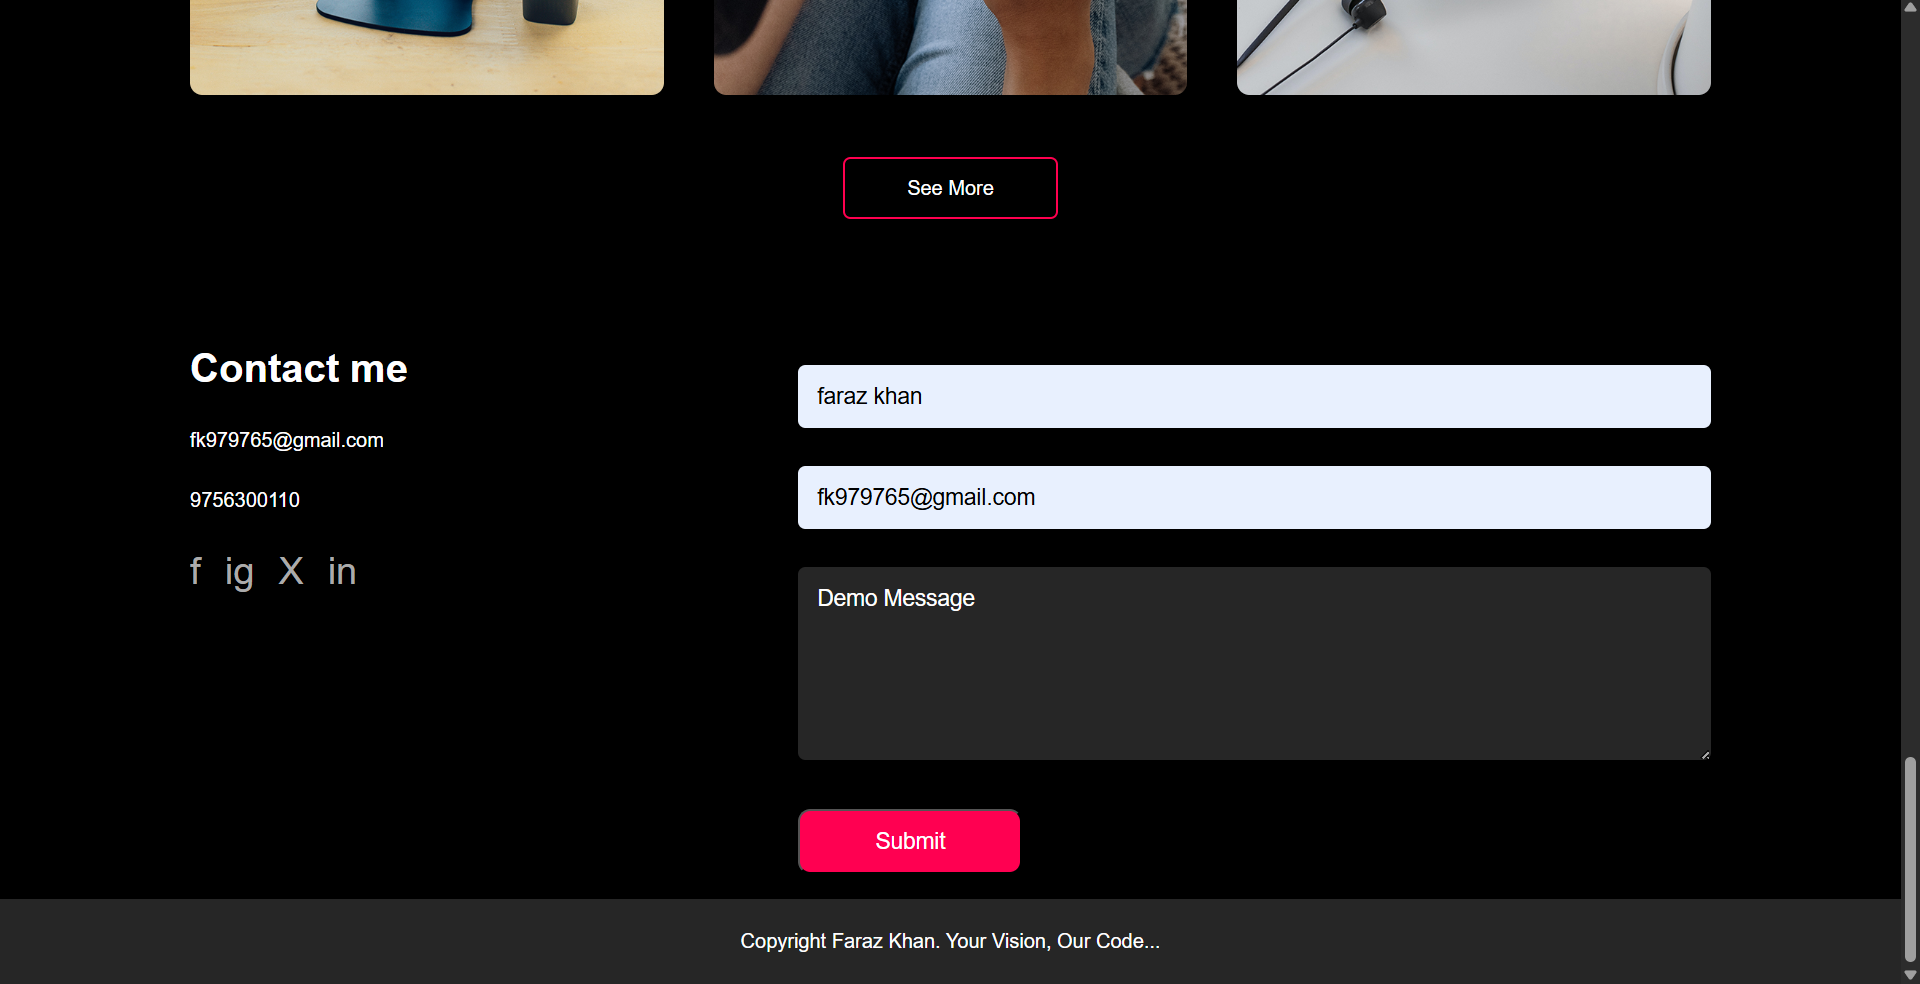 See More
Contact me
fk979765@gmail.com
9756300110
f ig X in
faraz khan
fk979765@gmail.com
Demo Message
Submit
Copyright Faraz Khan. Your Vision, Our Code...